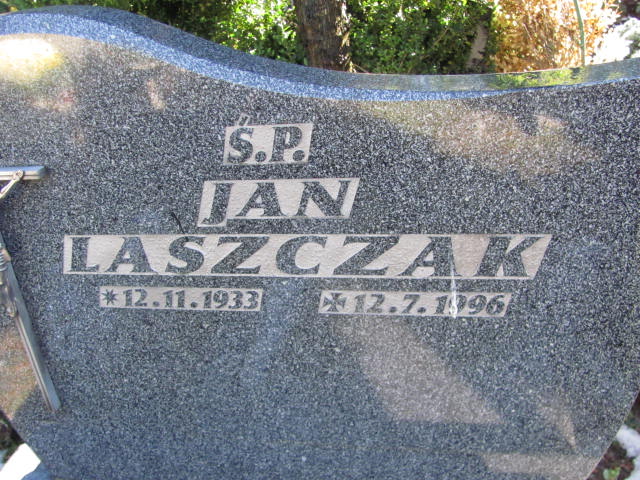 Ś.P.
JAN
LASZCZAK
*12.11.1933 ✠12.7.1996